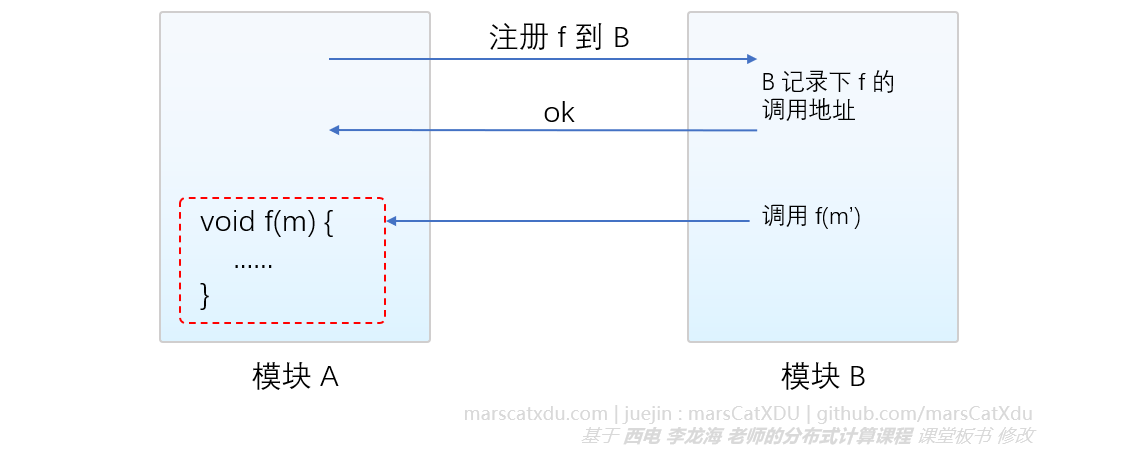 注册 f 到 B
B 记录下 f 的
调用地址
ok
void f(m) {
......
}
调用 f(m’)
模块 A
模块 B
marscatxdu.com | juejin : marsCatXDU | github.com/marsCatXdu
基于 西电 李龙海 老师的分布式计算课程 课堂板书 修改